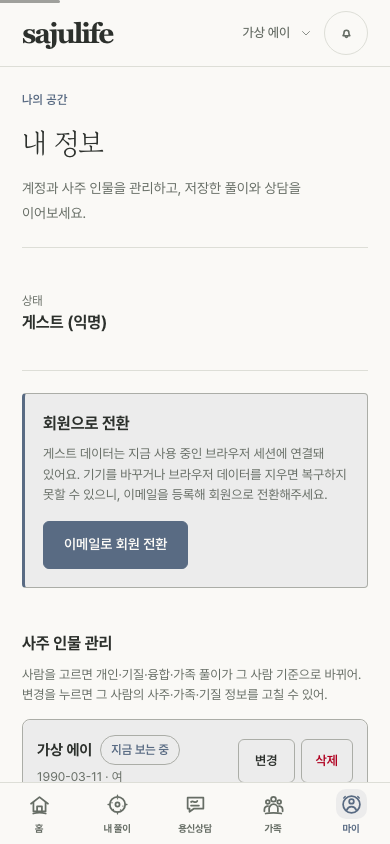 sajulife
가상 에이
나의 공간
내 정보
계정과 사주 인물을 관리하고, 저장한 풀이와 상담을
이어보세요.
상태
게스트 (익명)
회원으로 전환
게스트 데이터는 지금 사용 중인 브라우저 세션에 연결돼
있어요. 기기를 바꾸거나 브라우저 데이터를 지우면 복구하지
못할 수 있으니, 이메일을 등록해 회원으로 전환해주세요.
이메일로 회원 전환
사주 인물 관리
사람을 고르면 개인·기질·융합·가족 풀이가 그 사람 기준으로 바뀌어.
변경을 누르면 그 사람의 사주·가족·기질 정보를 고칠 수 있어.
가상 에이 지금 보는 중
변경 삭제
1990-03-11 · 여
홈 내 풀이 용신상담 가족 마이